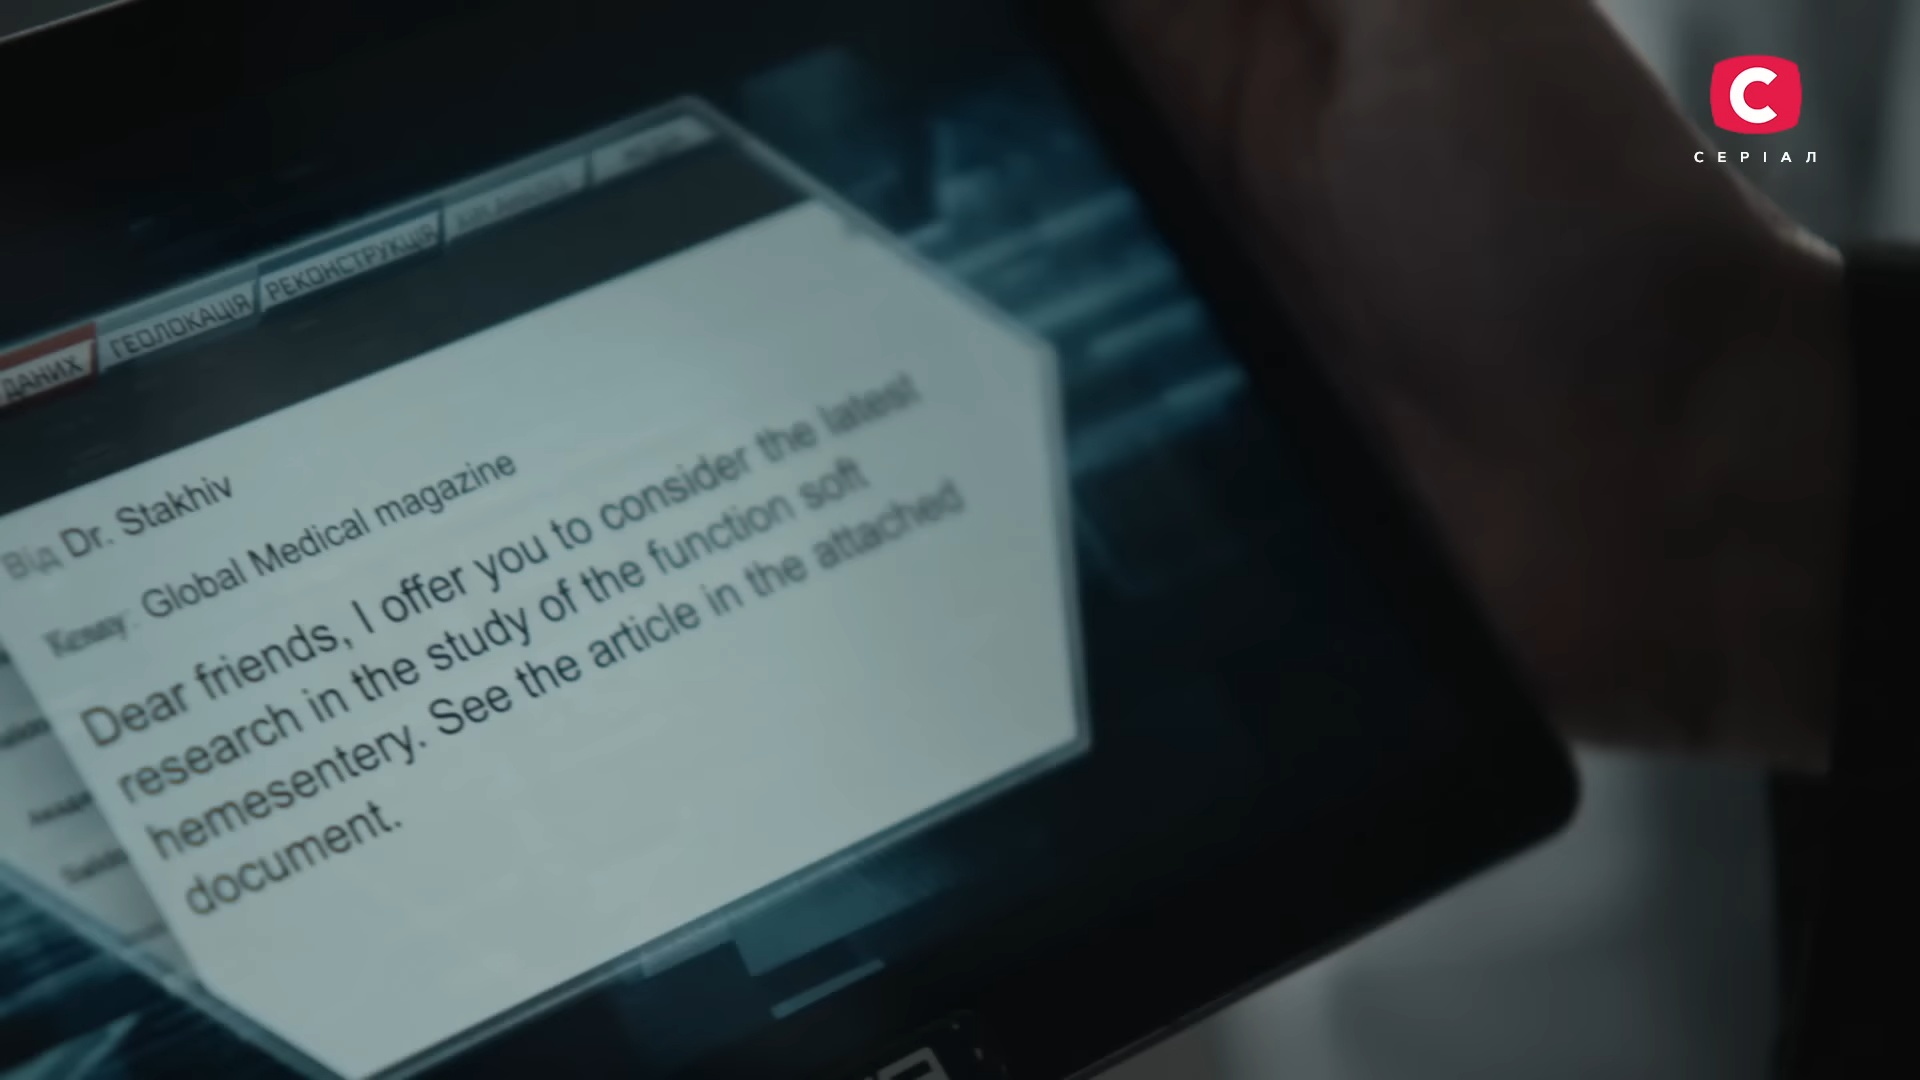 С
СЕРІАЛ
ДАНИХ ГЕОЛОКАЦІЯ РЕКОНСТРУКЦІЯ
Від Dr. Stakhiv
Кому: Global Medical magazine
Dear friends, I offer you to consider the latest
research in the study of the function soft
hemesentery. See the article in the attached
document.